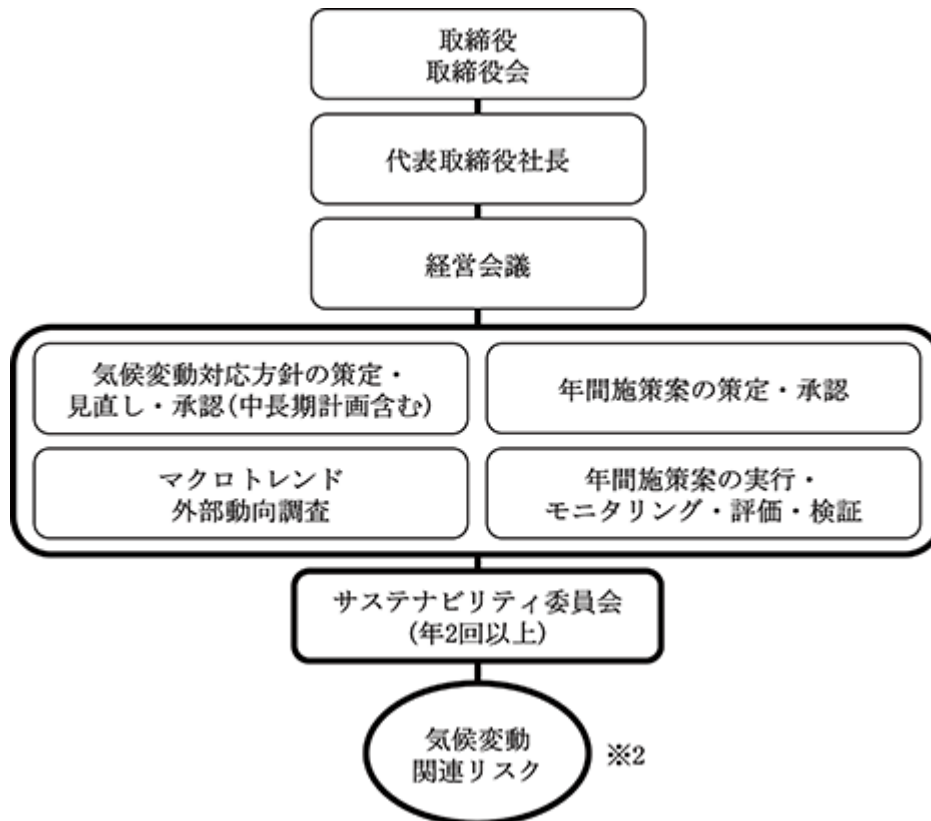 取締役
取締役会
代表取締役社長
経営会議
気候変動対応方針の策定・
見直し・承認(中長期計画含む)
年間施策案の策定・承認
マクロトレンド
外部動向調査
年間施策案の実行・
モニタリング・評価・検証
サステナビリティ委員会
(年2回以上)
気候変動
関連リスク
※2